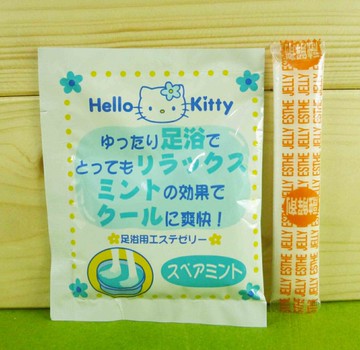 Hello Kitty
ゆったり足浴で
とってもリラックス
ミントの効果で
クールに爽快!
足浴用エステゼリー
スペアミント
JELLY ESTHE JELLY ESTHE JELLY ESTHE